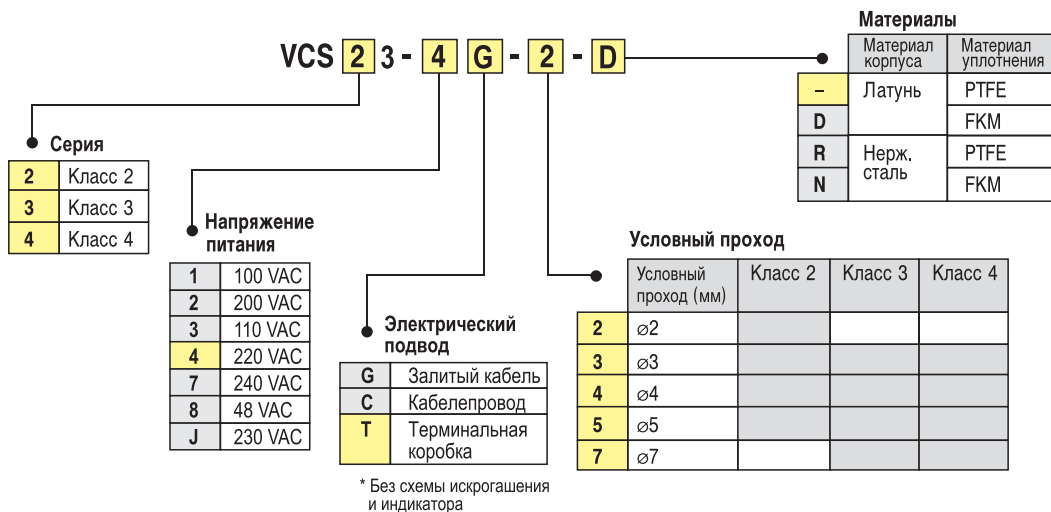 Материалы
VCS 2 3 - 4 G - 2 - D
Материал корпуса
Материал уплотнения
– Латунь PTFE
D FKM
R Нерж. сталь PTFE
N FKM
Серия
2 Класс 2
3 Класс 3
4 Класс 4
Напряжение
питания
1 100 VAC
2 200 VAC
3 110 VAC
4 220 VAC
7 240 VAC
8 48 VAC
J 230 VAC
Электрический
подвод
G Залитый кабель
C Кабелепровод
T Терминальная
коробка
* Без схемы искрогашения
и индикатора
Условный проход
Условный
проход (мм)
Класс 2 Класс 3 Класс 4
2 ⌀2
3 ⌀3
4 ⌀4
5 ⌀5
7 ⌀7